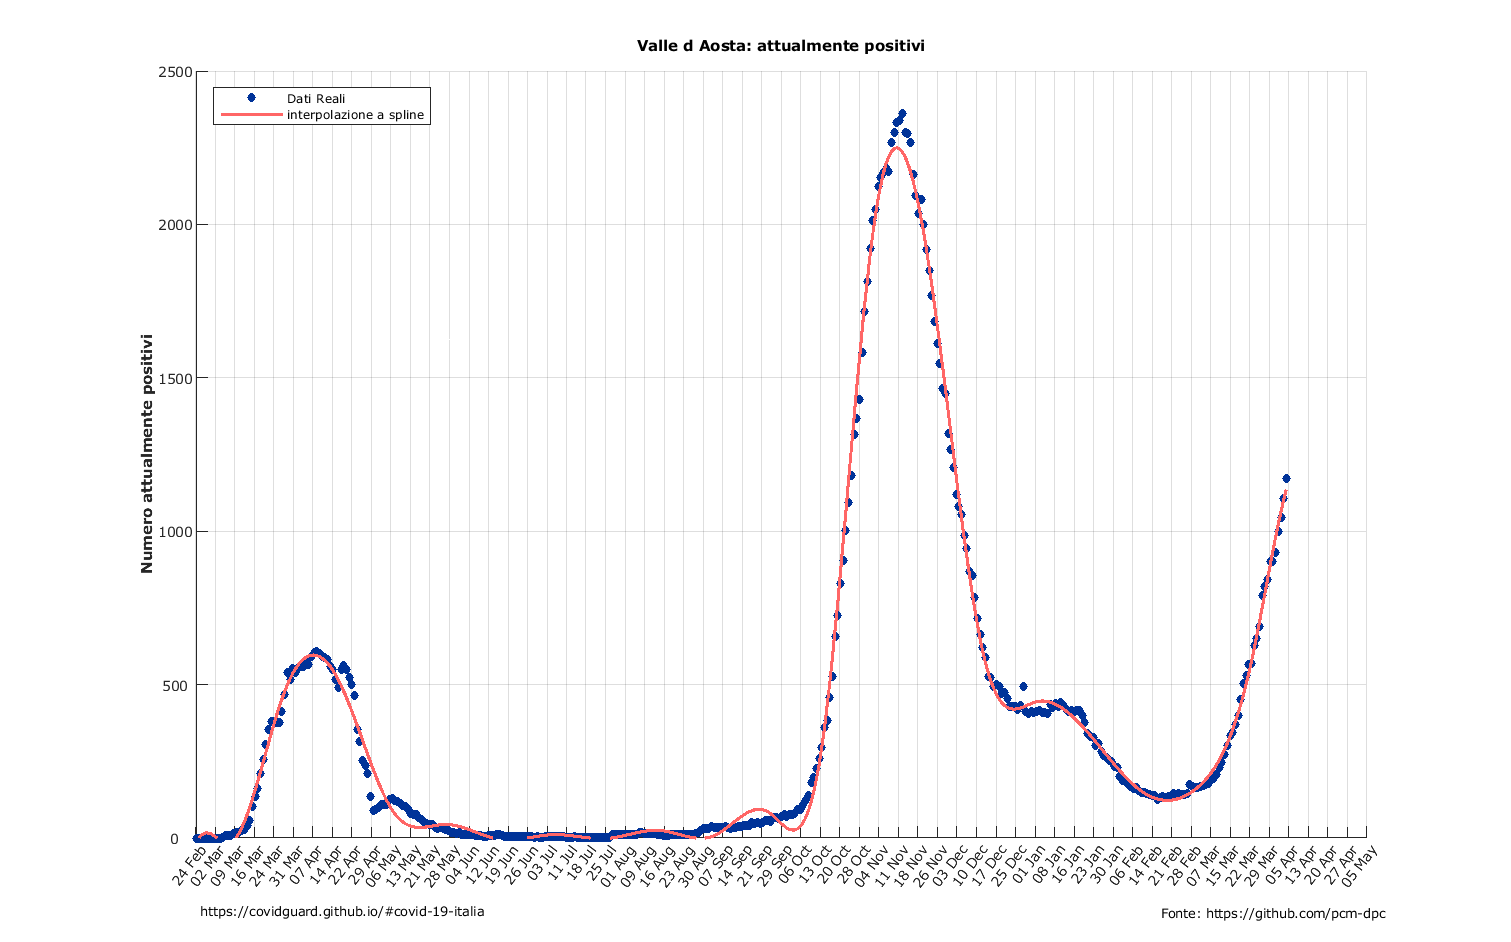 Valle d Aosta: attualmente positivi
2500
Dati Reali
interpolazione a spline
2000
1500
Numero attualmente positivi
1000
500
0
24 Feb
02 Mar
09 Mar
16 Mar
24 Mar
31 Mar
07 Apr
14 Apr
22 Apr
29 Apr
06 May
13 May
21 May
28 May
04 Jun
12 Jun
19 Jun
26 Jun
03 Jul
11 Jul
18 Jul
25 Jul
01 Aug
09 Aug
16 Aug
23 Aug
30 Aug
07 Sep
14 Sep
21 Sep
29 Sep
06 Oct
13 Oct
20 Oct
28 Oct
04 Nov
11 Nov
18 Nov
26 Nov
03 Dec
10 Dec
17 Dec
25 Dec
01 Jan
08 Jan
16 Jan
23 Jan
30 Jan
06 Feb
14 Feb
21 Feb
28 Feb
07 Mar
15 Mar
22 Mar
29 Mar
05 Apr
13 Apr
20 Apr
27 Apr
05 May
https://covidguard.github.io/#covid-19-italia
Fonte: https://github.com/pcm-dpc